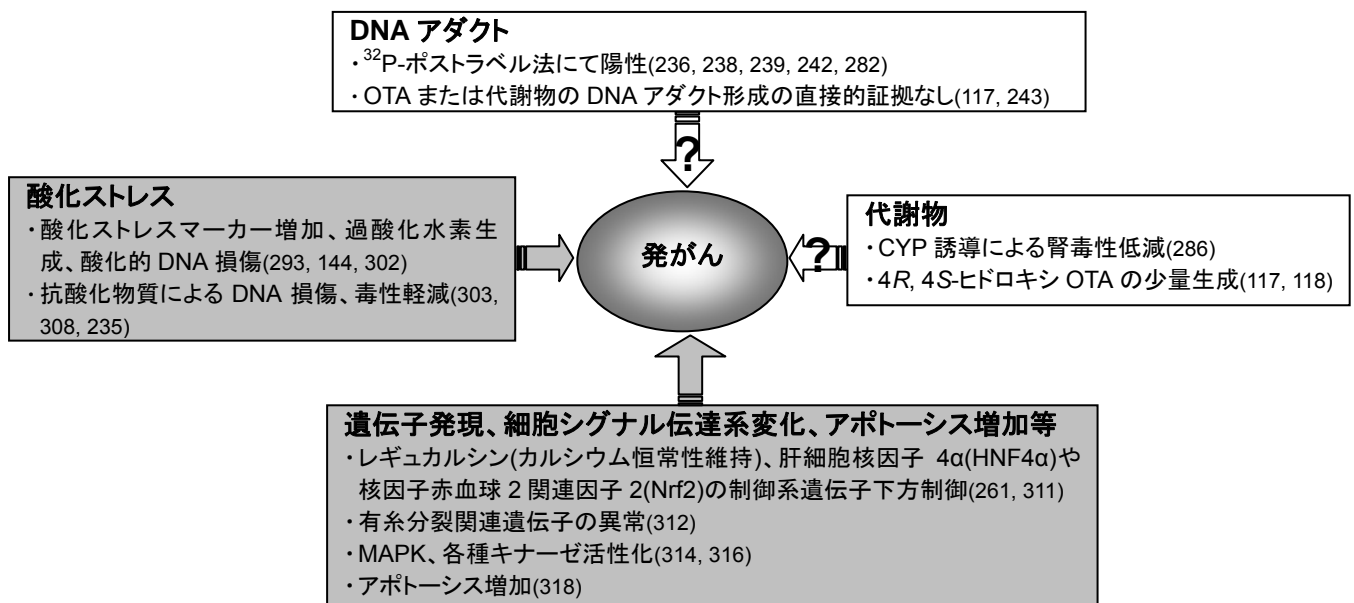 DNA アダクト
・³²P-ポストラベル法にて陽性(236, 238, 239, 242, 282)
・OTA または代謝物の DNA アダクト形成の直接的証拠なし(117, 243)
?
酸化ストレス
・酸化ストレスマーカー増加、過酸化水素生
成、酸化的 DNA 損傷(293, 144, 302)
・抗酸化物質による DNA 損傷、毒性軽減(303,
308, 235)
発がん
?
代謝物
・CYP 誘導による腎毒性低減(286)
・4R, 4S-ヒドロキシ OTA の少量生成(117, 118)
遺伝子発現、細胞シグナル伝達系変化、アポトーシス増加等
・レギュカルシン(カルシウム恒常性維持)、肝細胞核因子 4α(HNF4α)や
核因子赤血球 2 関連因子 2(Nrf2)の制御系遺伝子下方制御(261, 311)
・有糸分裂関連遺伝子の異常(312)
・MAPK、各種キナーゼ活性化(314, 316)
・アポトーシス増加(318)